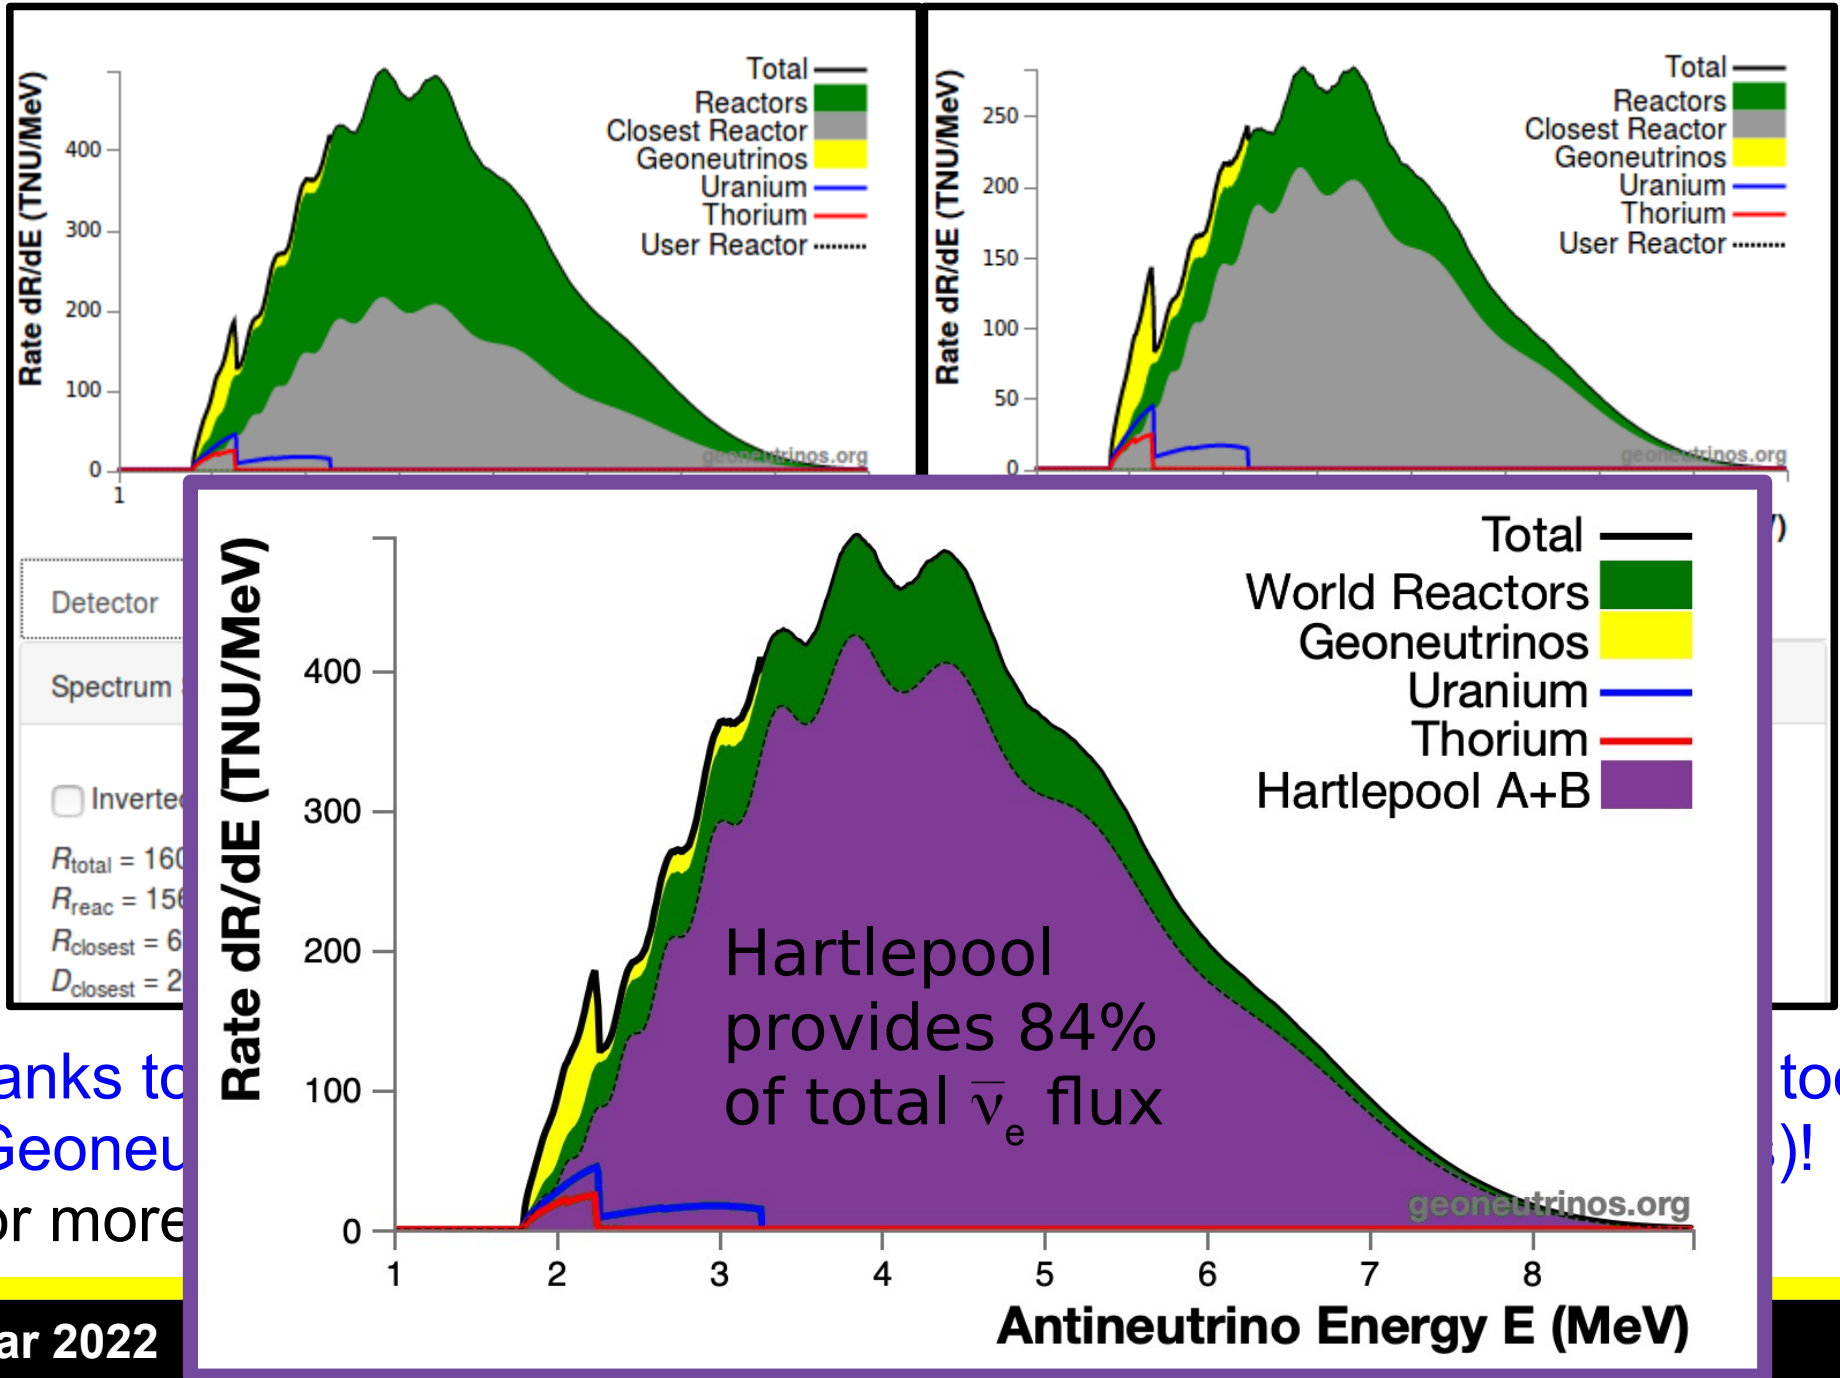 Rate dR/dE (TNU/MeV)
400
300
200
100
0
1
Total
Reactors
Closest Reactor
Geoneutrinos
Uranium
Thorium
User Reactor
geoneutrinos.org
Rate dR/dE (TNU/MeV)
250
200
150
100
50
0
Total
Reactors
Closest Reactor
Geoneutrinos
Uranium
Thorium
User Reactor
geoneutrinos.org
)
Detector
Spectrum
Inverted
Rtotal = 160
Rreac = 156
Rclosest = 6
Dclosest = 2
Rate dR/dE (TNU/MeV)
400
300
200
100
0
1 2 3 4 5 6 7 8
Antineutrino Energy E (MeV)
Total
World Reactors
Geoneutrinos
Uranium
Thorium
Hartlepool A+B
Hartlepool
provides 84%
of total ν̅e flux
geoneutrinos.org
anks to
too
Geoneu
)!
or more
ar 2022